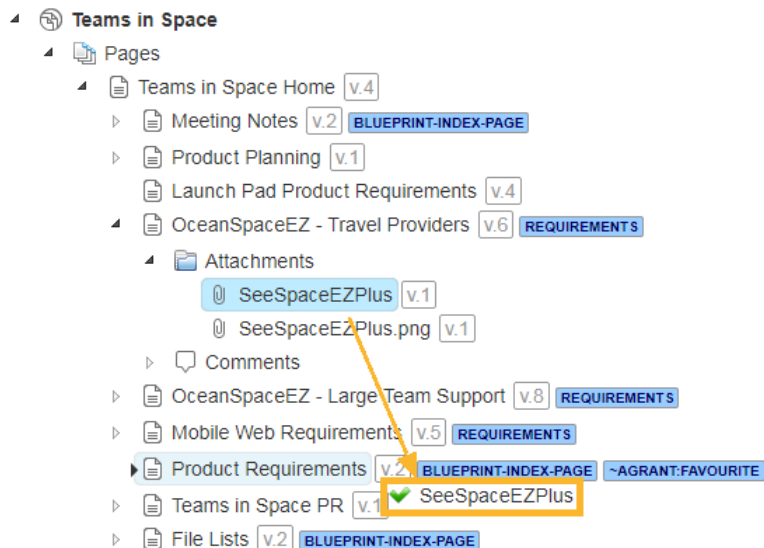 Teams in Space
Pages
Teams in Space Home v.4
Meeting Notes v.2 BLUEPRINT-INDEX-PAGE
Product Planning v.1
Launch Pad Product Requirements v.4
OceanSpaceEZ - Travel Providers v.6 REQUIREMENTS
Attachments
SeeSpaceEZPlus v.1
SeeSpaceEZPlus.png v.1
Comments
OceanSpaceEZ - Large Team Support v.8 REQUIREMENTS
Mobile Web Requirements v.5 REQUIREMENTS
Product Requirements v.2 BLUEPRINT-INDEX-PAGE ~AGRANT:FAVOURITE
SeeSpaceEZPlus
Teams in Space PR v.1
File Lists v.2 BLUEPRINT-INDEX-PAGE